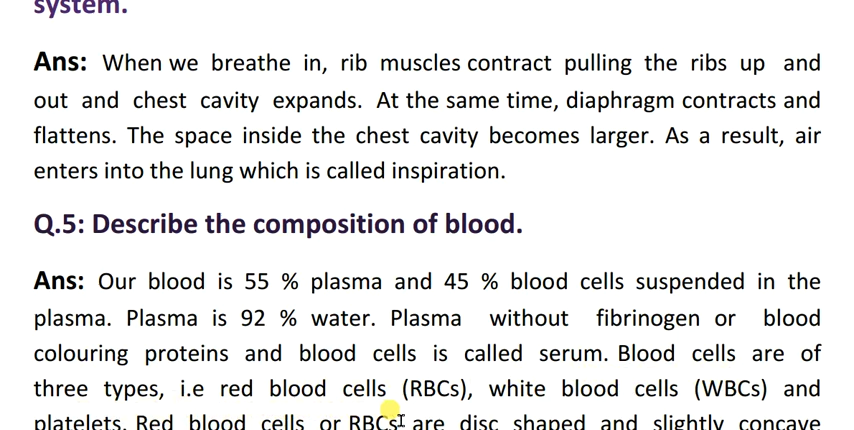 system.
Ans: When we breathe in, rib muscles contract pulling the ribs up and
out and chest cavity expands. At the same time, diaphragm contracts and
flattens. The space inside the chest cavity becomes larger. As a result, air
enters into the lung which is called inspiration.
Q.5: Describe the composition of blood.
Ans: Our blood is 55 % plasma and 45 % blood cells suspended in the
plasma. Plasma is 92 % water. Plasma without fibrinogen or blood
colouring proteins and blood cells is called serum. Blood cells are of
three types, i.e red blood cells (RBCs), white blood cells (WBCs) and
platelets. Red blood cells or RBCs are disc shaped and slightly concave